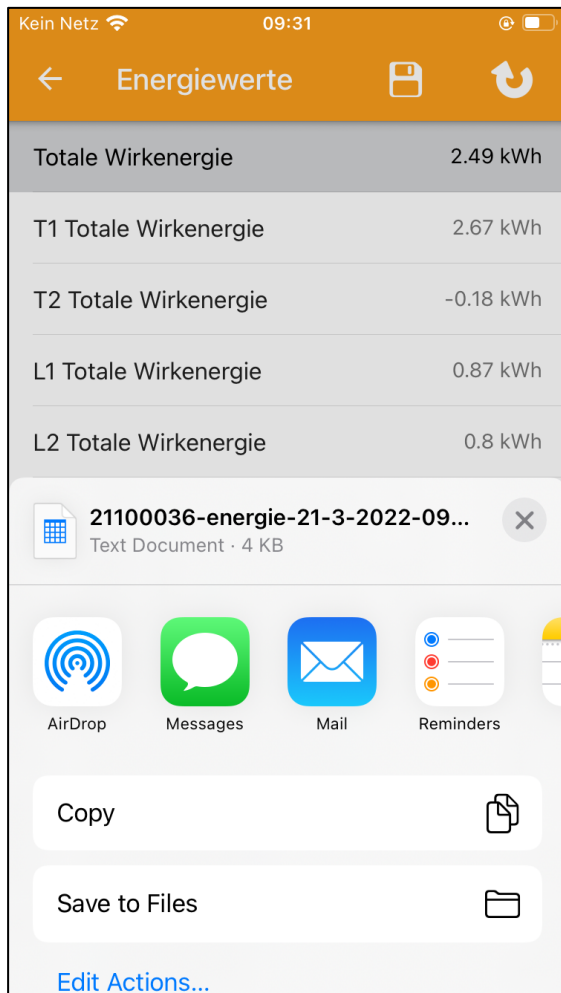 Kein Netz 09:31
Energiewerte
Totale Wirkenergie 2.49 kWh
T1 Totale Wirkenergie 2.67 kWh
T2 Totale Wirkenergie -0.18 kWh
L1 Totale Wirkenergie 0.87 kWh
L2 Totale Wirkenergie 0.8 kWh
21100036-energie-21-3-2022-09...
Text Document · 4 KB
AirDrop Messages Mail Reminders
Copy
Save to Files
Edit Actions...